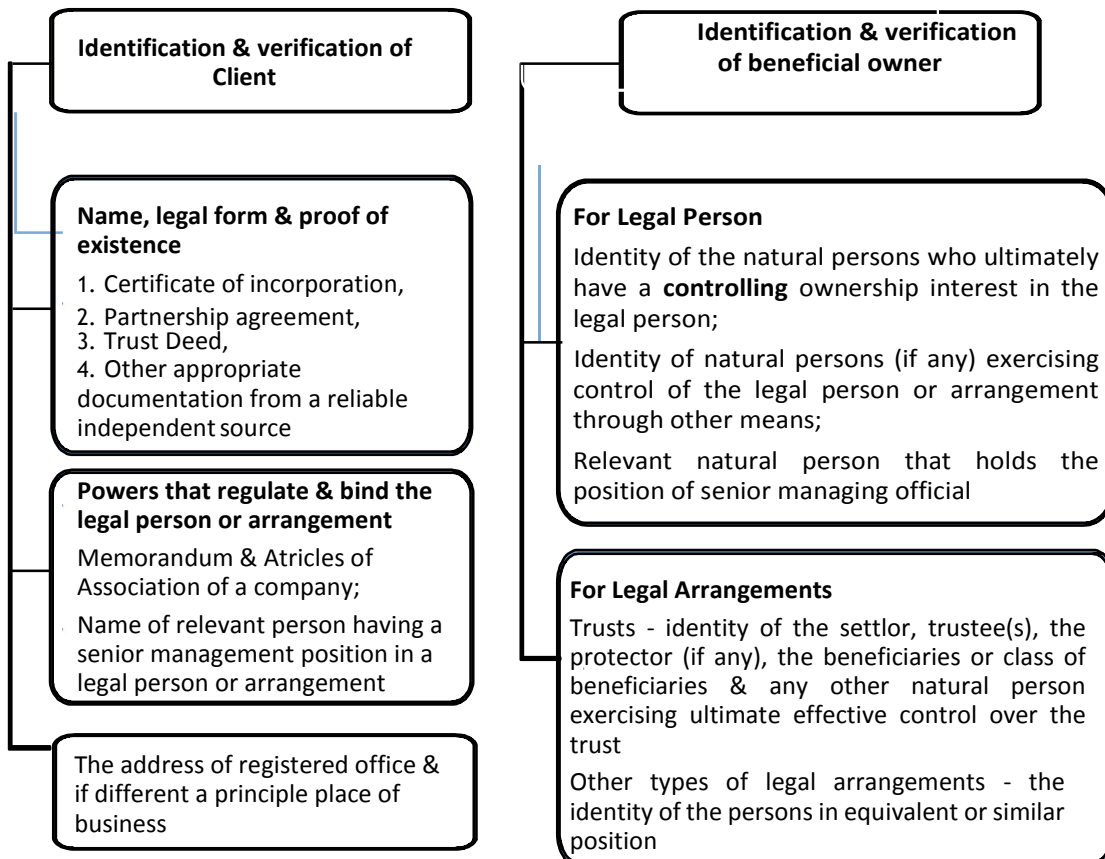 Identification & verification of
Client
Name, legal form & proof of
existence
1. Certificate of incorporation,
2. Partnership agreement,
3. Trust Deed,
4. Other appropriate
documentation from a reliable
independent source
Powers that regulate & bind the
legal person or arrangement
Memorandum & Atricles of
Association of a company;
Name of relevant person having a
senior management position in a
legal person or arrangement
The address of registered office &
if different a principle place of
business
Identification & verification
of beneficial owner
For Legal Person
Identity of the natural persons who ultimately
have a controlling ownership interest in the
legal person;
Identity of natural persons (if any) exercising
control of the legal person or arrangement
through other means;
Relevant natural person that holds the
position of senior managing official
For Legal Arrangements
Trusts - identity of the settlor, trustee(s), the
protector (if any), the beneficiaries or class of
beneficiaries & any other natural person
exercising ultimate effective control over the
trust
Other types of legal arrangements - the
identity of the persons in equivalent or similar
position